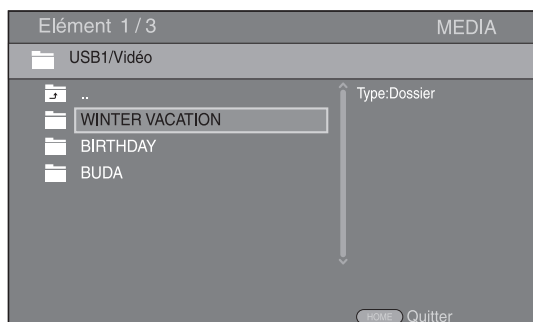 Elément 1 / 3 MEDIA
USB1/Vidéo
..
WINTER VACATION
BIRTHDAY
BUDA
Type:Dossier
HOME Quitter